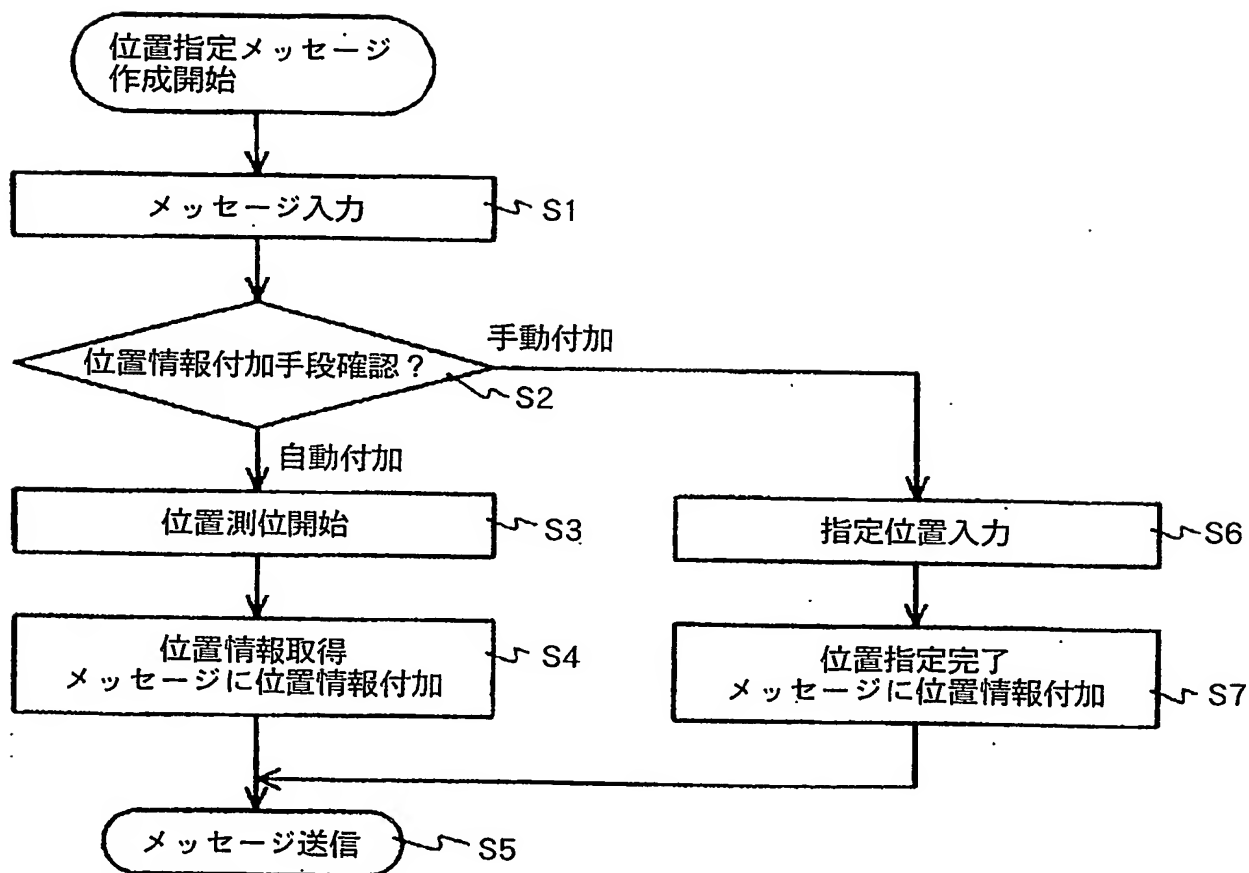 位置指定メッセージ
作成開始
メッセージ入力
S1
位置情報付加手段確認？
S2
手動付加
自動付加
位置測位開始
S3
指定位置入力
S6
位置情報取得
メッセージに位置情報付加
S4
位置指定完了
メッセージに位置情報付加
S7
メッセージ送信
S5